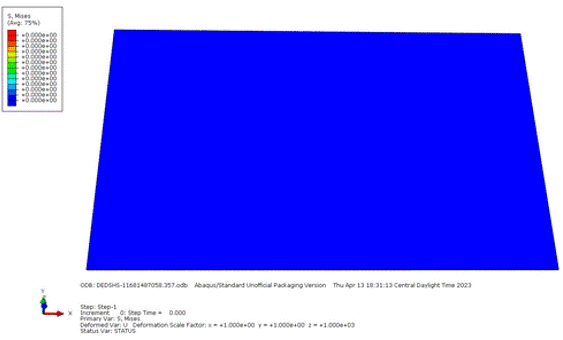 S, Mises
(Avg: 75%)
+0.000e+00
+0.000e+00
+0.000e+00
+0.000e+00
+0.000e+00
+0.000e+00
+0.000e+00
+0.000e+00
+0.000e+00
+0.000e+00
+0.000e+00
+0.000e+00
+0.000e+00
ODB: DEDSHS-11681487058.357.odb Abaqus/Standard Unofficial Packaging Version Thu Apr 13 18:31:13 Central Daylight Time 2023
Y
X
Step: Step-1
Increment 0: Step Time = 0.000
Primary Var: S, Mises
Deformed Var: U Deformation Scale Factor: x = +1.000e+00 y = +1.000e+00 z = +1.000e+03
Status Var: STATUS